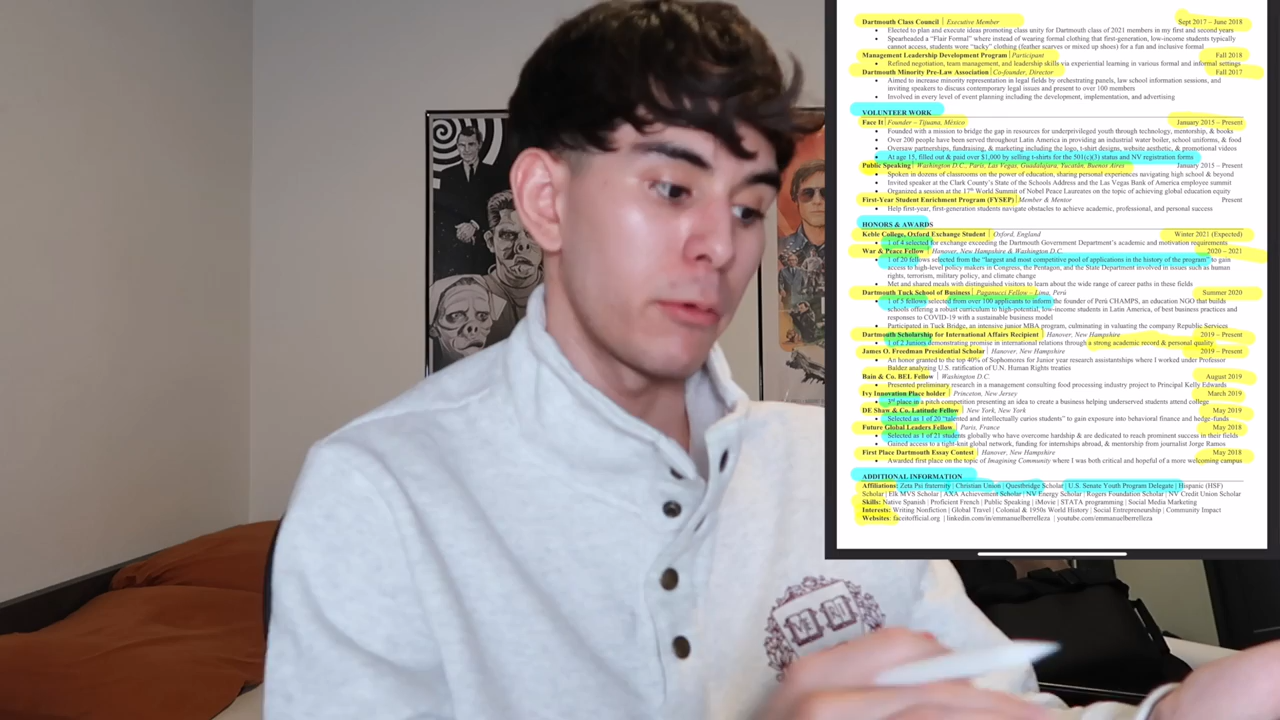 Dartmouth Class Council | Executive Member Sept 2017 – June 2018
• Elected to plan and execute ideas promoting class unity for Dartmouth class of 2021 members in my first and second years
• Spearheaded a “Flair Formal” where instead of wearing formal clothing that first-generation, low-income students typically
cannot access, students wore “tacky” clothing (feather scarves or mixed up shoes) for a fun and inclusive formal
Management Leadership Development Program | Participant Fall 2018
• Refined negotiation, team management, and leadership skills via experiential learning in various formal and informal settings
Dartmouth Minority Pre-Law Association | Co-founder, Director Fall 2017
• Aimed to increase minority representation in legal fields by orchestrating panels, law school information sessions, and
inviting speakers to discuss contemporary legal issues and present to over 100 members
• Involved in every level of event planning including the development, implementation, and advertising
VOLUNTEER WORK
Face It | Founder – Tijuana, México January 2015 – Present
• Founded with a mission to bridge the gap in resources for underprivileged youth through technology, mentorship, & books
• Over 200 people have been served throughout Latin America in providing an industrial water boiler, school uniforms, & food
• Oversaw partnerships, fundraising, & marketing including the logo, t-shirt designs, website aesthetic, & promotional videos
• At age 15, filled out & paid over $1,000 by selling t-shirts for the 501(c)(3) status and NV registration forms
Public Speaking | Washington D.C., Paris, Las Vegas, Guadalajara, Yucatán, Buenos Aires January 2015 – Present
• Spoken in dozens of classrooms on the power of education, sharing personal experiences navigating high school & beyond
• Invited speaker at the Clark County’s State of the Schools Address and the Las Vegas Bank of America employee summit
• Organized a session at the 17th World Summit of Nobel Peace Laureates on the topic of achieving global education equity
First-Year Student Enrichment Program (FYSEP) | Member & Mentor Present
• Help first-year, first-generation students navigate obstacles to achieve academic, professional, and personal success
HONORS & AWARDS
Keble College, Oxford Exchange Student | Oxford, England Winter 2021 (Expected)
• 1 of 4 selected for exchange exceeding the Dartmouth Government Department’s academic and motivation requirements
War & Peace Fellow | Hanover, New Hampshire & Washington D.C. 2020 – 2021
• 1 of 20 fellows selected from the “largest and most competitive pool of applications in the history of the program” to gain
access to high-level policy makers in Congress, the Pentagon, and the State Department involved in issues such as human
rights, terrorism, military policy, and climate change
• Met and shared meals with distinguished visitors to learn about the wide range of career paths in these fields
Dartmouth Tuck School of Business | Paganucci Fellow – Lima, Perú Summer 2020
• 1 of 5 fellows selected from over 100 applicants to inform the founder of Perú CHAMPS, an education NGO that builds
schools offering a robust curriculum to high-potential, low-income students in Latin America, of best business practices and
responses to COVID-19 with a sustainable business model
• Participated in Tuck Bridge, an intensive junior MBA program, culminating in valuating the company Republic Services
Dartmouth Scholarship for International Affairs Recipient | Hanover, New Hampshire 2019 – Present
• 1 of 2 Juniors demonstrating promise in international relations through a strong academic record & personal quality
James O. Freedman Presidential Scholar | Hanover, New Hampshire 2019 – Present
• An honor granted to the top 40% of Sophomores for Junior year research assistantships where I worked under Professor
Baldez analyzing U.S. ratification of U.N. Human Rights treaties
Bain & Co. BEL Fellow | Washington D.C. August 2019
• Presented preliminary research in a management consulting food processing industry project to Principal Kelly Edwards
Ivy Innovation Place holder | Princeton, New Jersey March 2019
• 3rd place in a pitch competition presenting an idea to create a business helping underserved students attend college
DE Shaw & Co. Latitude Fellow | New York, New York May 2019
• Selected as 1 of 20 “talented and intellectually curios students” to gain exposure into behavioral finance and hedge-funds
Future Global Leaders Fellow | Paris, France May 2018
• Selected as 1 of 21 students globally who have overcome hardship & are dedicated to reach prominent success in their fields
• Gained access to a tight-knit global network, funding for internships abroad, & mentorship from journalist Jorge Ramos
First Place Dartmouth Essay Contest | Hanover, New Hampshire May 2018
• Awarded first place on the topic of Imagining Community where I was both critical and hopeful of a more welcoming campus
ADDITIONAL INFORMATION
Affiliations: Zeta Psi fraternity | Christian Union | Questbridge Scholar | U.S. Senate Youth Program Delegate | Hispanic (HSF)
Scholar | Elk MVS Scholar | AXA Achievement Scholar | NV Energy Scholar | Rogers Foundation Scholar | NV Credit Union Scholar
Skills: Native Spanish | Proficient French | Public Speaking | iMovie | STATA programming | Social Media Marketing
Interests: Writing Nonfiction | Global Travel | Colonial & 1950s World History | Social Entrepreneurship | Community Impact
Websites: faceitofficial.org | linkedin.com/in/emmanuelberrelleza | youtube.com/emmanuelberrelleza